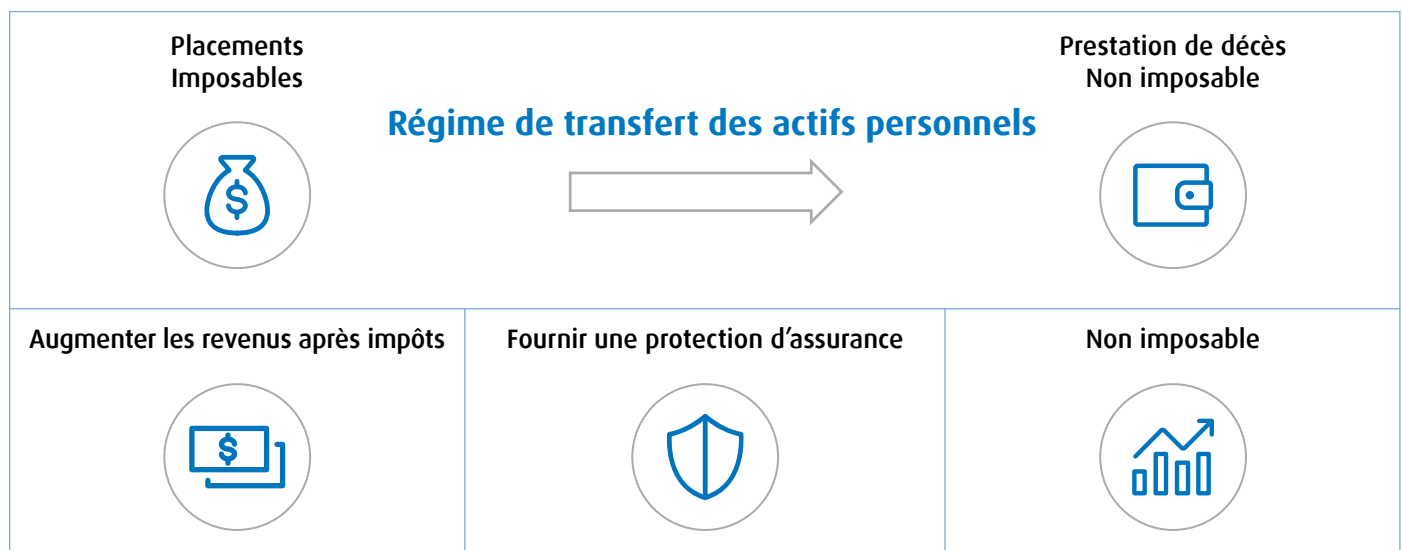 Placements
Imposables
Prestation de décès
Non imposable
Régime de transfert des actifs personnels
$
Augmenter les revenus après impôts
Fournir une protection d'assurance
Non imposable
$